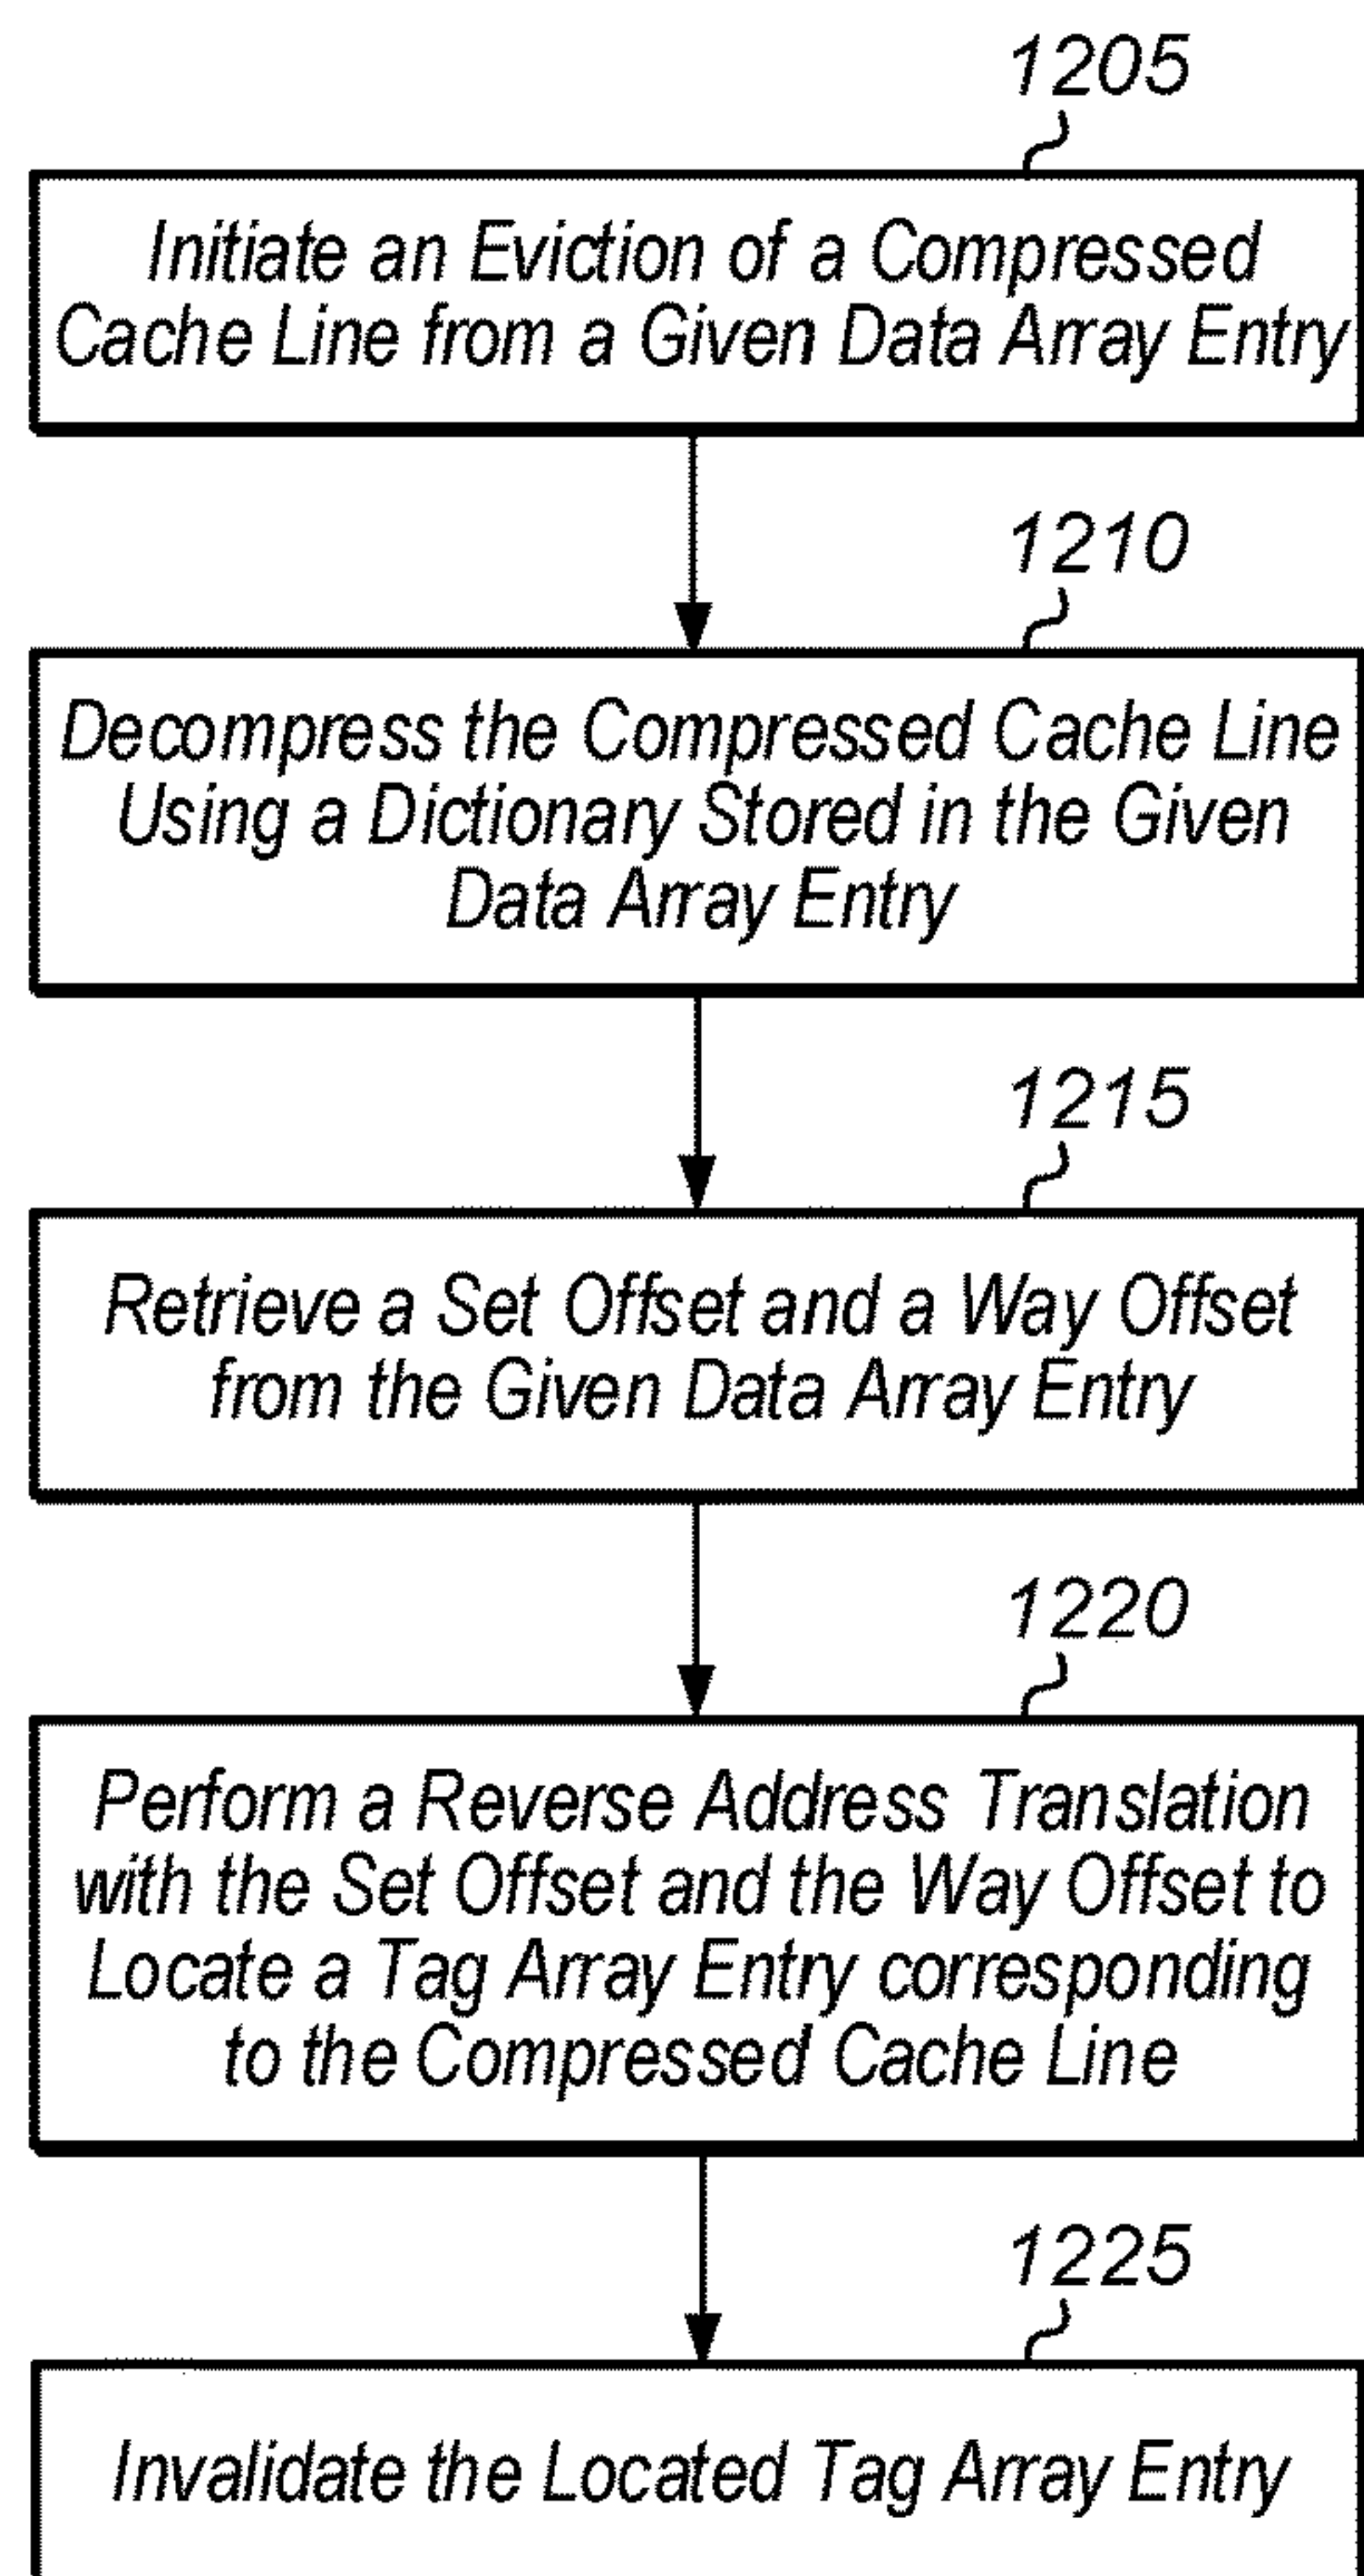 1205
Initiate an Eviction of a Compressed
Cache Line from a Given Data Array Entry
1210
Decompress the Compressed Cache Line
Using a Dictionary Stored in the Given
Data Array Entry
1215
Retrieve a Set Offset and a Way Offset
from the Given Data Array Entry
1220
Perform a Reverse Address Translation
with the Set Offset and the Way Offset to
Locate a Tag Array Entry corresponding
to the Compressed Cache Line
1225
Invalidate the Located Tag Array Entry